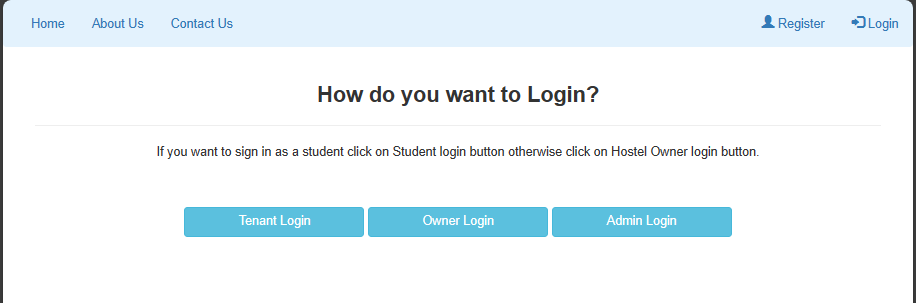 Home About Us Contact Us Register Login
How do you want to Login?
If you want to sign in as a student click on Student login button otherwise click on Hostel Owner login button.
Tenant Login Owner Login Admin Login